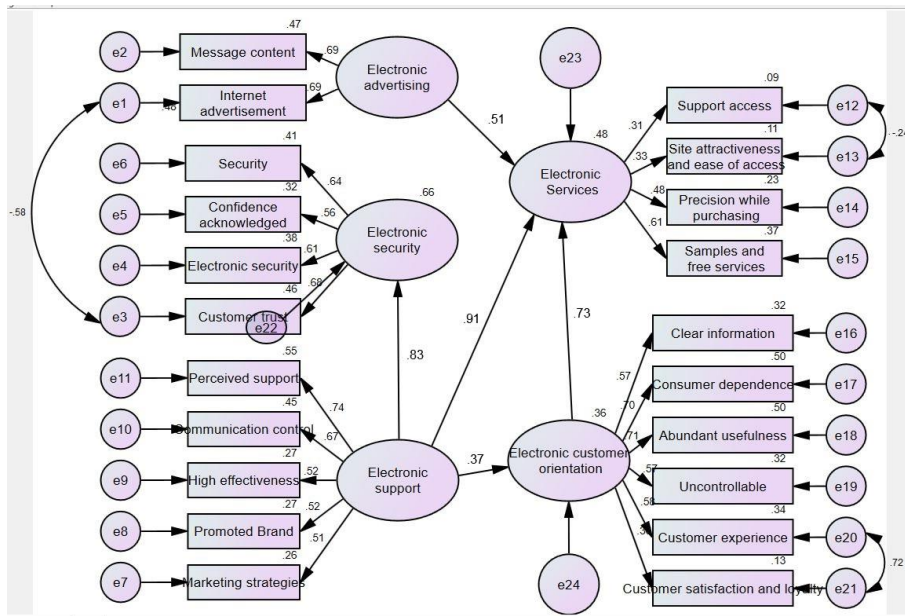 .47
e2
Message content
.69
Electronic
advertising
e1
Internet
advertisement
.48
.69
.51
e23
.48
Electronic
Services
.09
.31
Support access
e12
.11
.33
Site attractiveness
and ease of access
e13
-.24
.23
.48
Precision while
purchasing
e14
.37
.61
Samples and
free services
e15
.41
e6
Security
.64
.32
e5
Confidence
acknowledged
.56
.66
Electronic
security
-.58
.38
e4
Electronic security
.61
.46
e3
Customer trust
.68
e22
.83
.91
.73
.55
e11
Perceived support
.74
.45
e10
Communication control
.67
.27
e9
High effectiveness
.52
Electronic
support
.37
.27
e8
Promoted Brand
.52
.26
e7
Marketing strategies
.51
.36
Electronic customer
orientation
e24
.32
Clear information
e16
.57
.50
Consumer dependence
e17
.70
.50
Abundant usefulness
e18
.71
.32
Uncontrollable
e19
.57
.34
Customer experience
e20
.58
.13
Customer satisfaction and loyalty
e21
.72